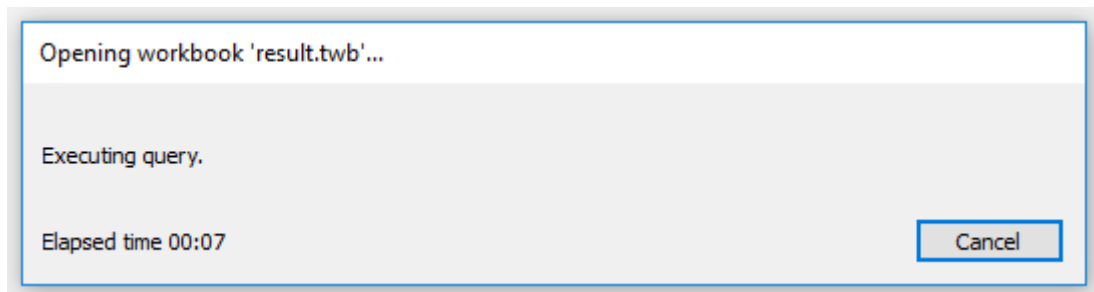 Opening workbook 'result.twb'...
Executing query.
Elapsed time 00:07
Cancel